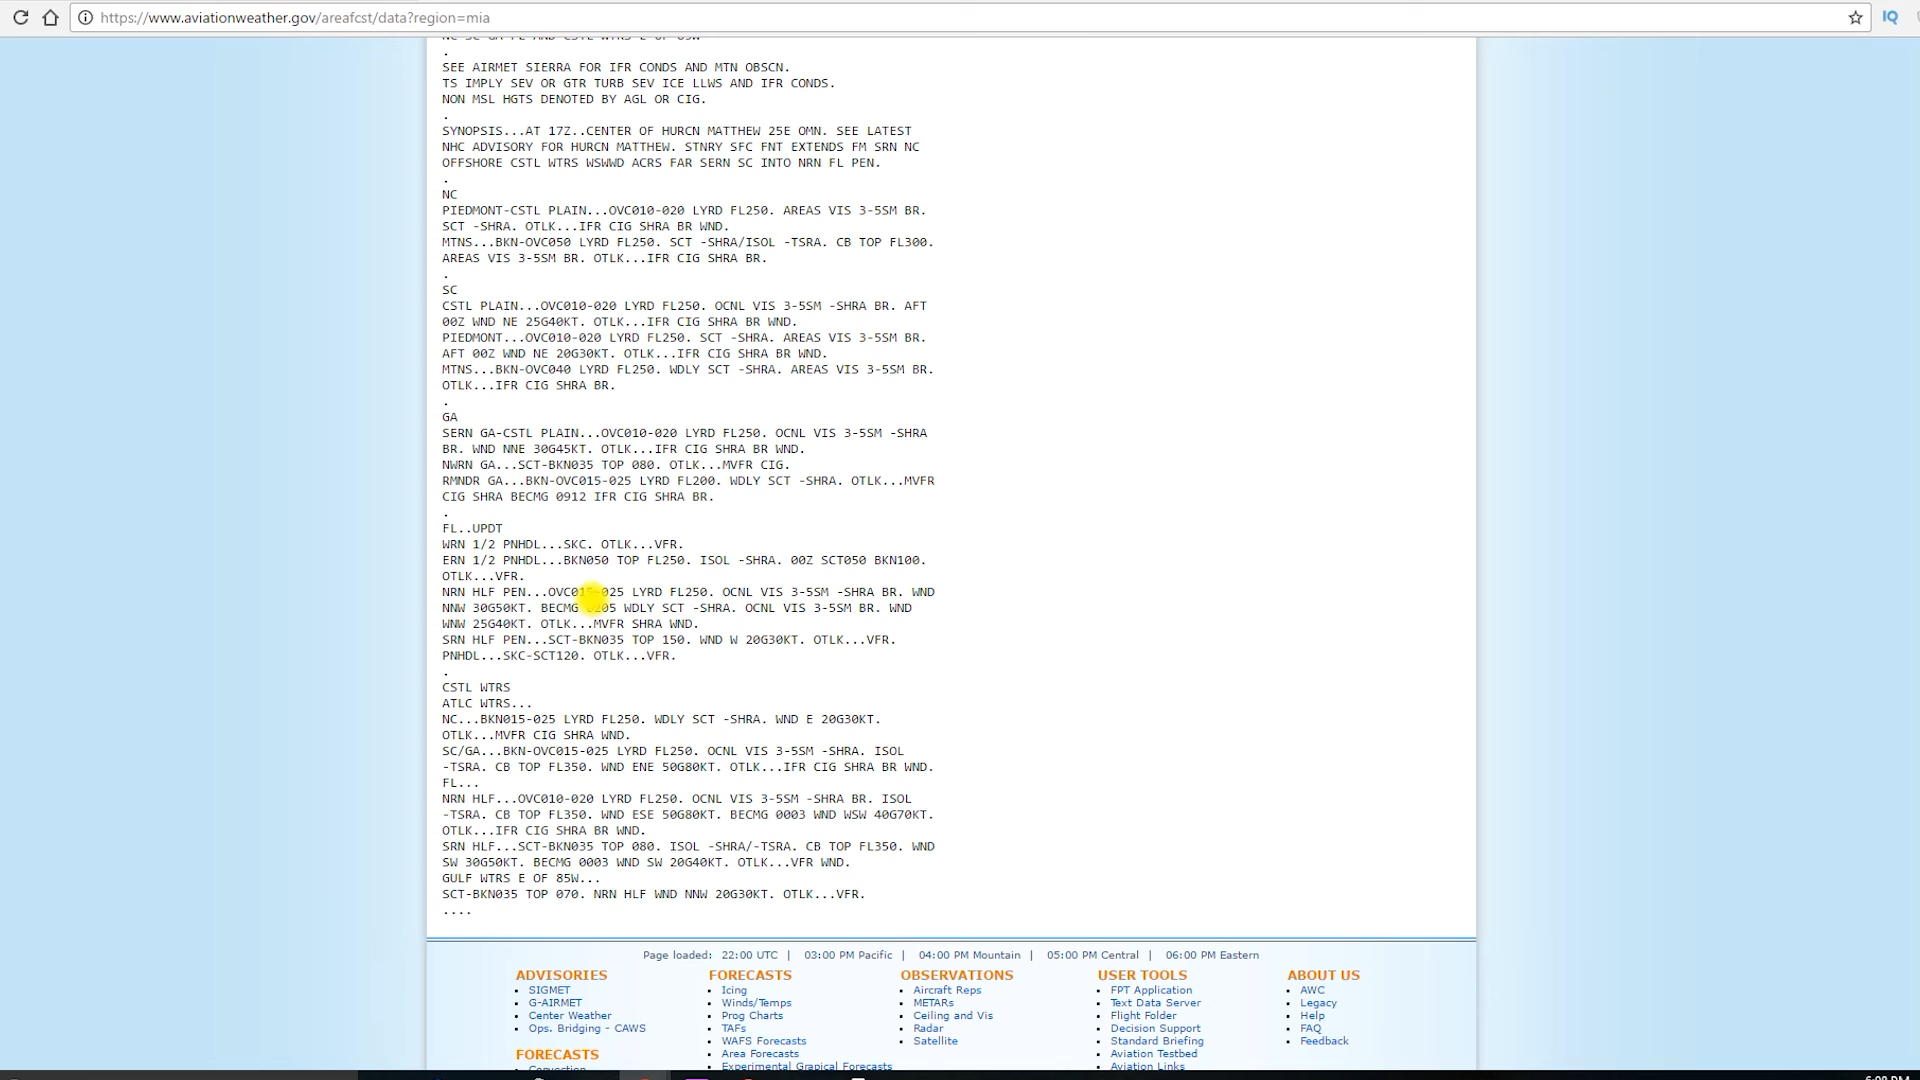 https://www.aviationweather.gov/areafcst/data?region=mia
IQ
NC SC GA FL AND CSTL WTRS E OF 85W
.
SEE AIRMET SIERRA FOR IFR CONDS AND MTN OBSCN.
TS IMPLY SEV OR GTR TURB SEV ICE LLWS AND IFR CONDS.
NON MSL HGTS DENOTED BY AGL OR CIG.
.
SYNOPSIS...AT 17Z..CENTER OF HURCN MATTHEW 25E OMN. SEE LATEST
NHC ADVISORY FOR HURCN MATTHEW. STNRY SFC FNT EXTENDS FM SRN NC
OFFSHORE CSTL WTRS WSWWD ACRS FAR SERN SC INTO NRN FL PEN.
.
NC
PIEDMONT-CSTL PLAIN...OVC010-020 LYRD FL250. AREAS VIS 3-5SM BR.
SCT -SHRA. OTLK...IFR CIG SHRA BR WND.
MTNS...BKN-OVC050 LYRD FL250. SCT -SHRA/ISOL -TSRA. CB TOP FL300.
AREAS VIS 3-5SM BR. OTLK...IFR CIG SHRA BR.
.
SC
CSTL PLAIN...OVC010-020 LYRD FL250. OCNL VIS 3-5SM -SHRA BR. AFT
00Z WND NE 25G40KT. OTLK...IFR CIG SHRA BR WND.
PIEDMONT...OVC010-020 LYRD FL250. SCT -SHRA. AREAS VIS 3-5SM BR.
AFT 00Z WND NE 20G30KT. OTLK...IFR CIG SHRA BR WND.
MTNS...BKN-OVC040 LYRD FL250. WDLY SCT -SHRA. AREAS VIS 3-5SM BR.
OTLK...IFR CIG SHRA BR.
.
GA
SERN GA-CSTL PLAIN...OVC010-020 LYRD FL250. OCNL VIS 3-5SM -SHRA
BR. WND NNE 30G45KT. OTLK...IFR CIG SHRA BR WND.
NWRN GA...SCT-BKN035 TOP 080. OTLK...MVFR CIG.
RMNDR GA...BKN-OVC015-025 LYRD FL200. WDLY SCT -SHRA. OTLK...MVFR
CIG SHRA BECMG 0912 IFR CIG SHRA BR.
.
FL..UPDT
WRN 1/2 PNHDL...SKC. OTLK...VFR.
ERN 1/2 PNHDL...BKN050 TOP FL250. ISOL -SHRA. 00Z SCT050 BKN100.
OTLK...VFR.
NRN HLF PEN...OVC015-025 LYRD FL250. OCNL VIS 3-5SM -SHRA BR. WND
NNW 30G50KT. BECMG 0205 WDLY SCT -SHRA. OCNL VIS 3-5SM BR. WND
WNW 25G40KT. OTLK...MVFR SHRA WND.
SRN HLF PEN...SCT-BKN035 TOP 150. WND W 20G30KT. OTLK...VFR.
PNHDL...SKC-SCT120. OTLK...VFR.
.
CSTL WTRS
ATLC WTRS...
NC...BKN015-025 LYRD FL250. WDLY SCT -SHRA. WND E 20G30KT.
OTLK...MVFR CIG SHRA WND.
SC/GA...BKN-OVC015-025 LYRD FL250. OCNL VIS 3-5SM -SHRA. ISOL
-TSRA. CB TOP FL350. WND ENE 50G80KT. OTLK...IFR CIG SHRA BR WND.
FL...
NRN HLF...OVC010-020 LYRD FL250. OCNL VIS 3-5SM -SHRA BR. ISOL
-TSRA. CB TOP FL350. WND ESE 50G80KT. BECMG 0003 WND WSW 40G70KT.
OTLK...IFR CIG SHRA BR WND.
SRN HLF...SCT-BKN035 TOP 080. ISOL -SHRA/-TSRA. CB TOP FL350. WND
SW 30G50KT. BECMG 0003 WND SW 20G40KT. OTLK...VFR WND.
GULF WTRS E OF 85W...
SCT-BKN035 TOP 070. NRN HLF WND NNW 20G30KT. OTLK...VFR.
....
Page loaded: 22:00 UTC | 03:00 PM Pacific | 04:00 PM Mountain | 05:00 PM Central | 06:00 PM Eastern
ADVISORIES
SIGMET
G-AIRMET
Center Weather
Ops. Bridging - CAWS
FORECASTS
Convection
FORECASTS
Icing
Winds/Temps
Prog Charts
TAFs
WAFS Forecasts
Area Forecasts
Experimental Grapical Forecasts
OBSERVATIONS
Aircraft Reps
METARs
Ceiling and Vis
Radar
Satellite
USER TOOLS
FPT Application
Text Data Server
Flight Folder
Decision Support
Standard Briefing
Aviation Testbed
Aviation Links
ABOUT US
AWC
Legacy
Help
FAQ
Feedback